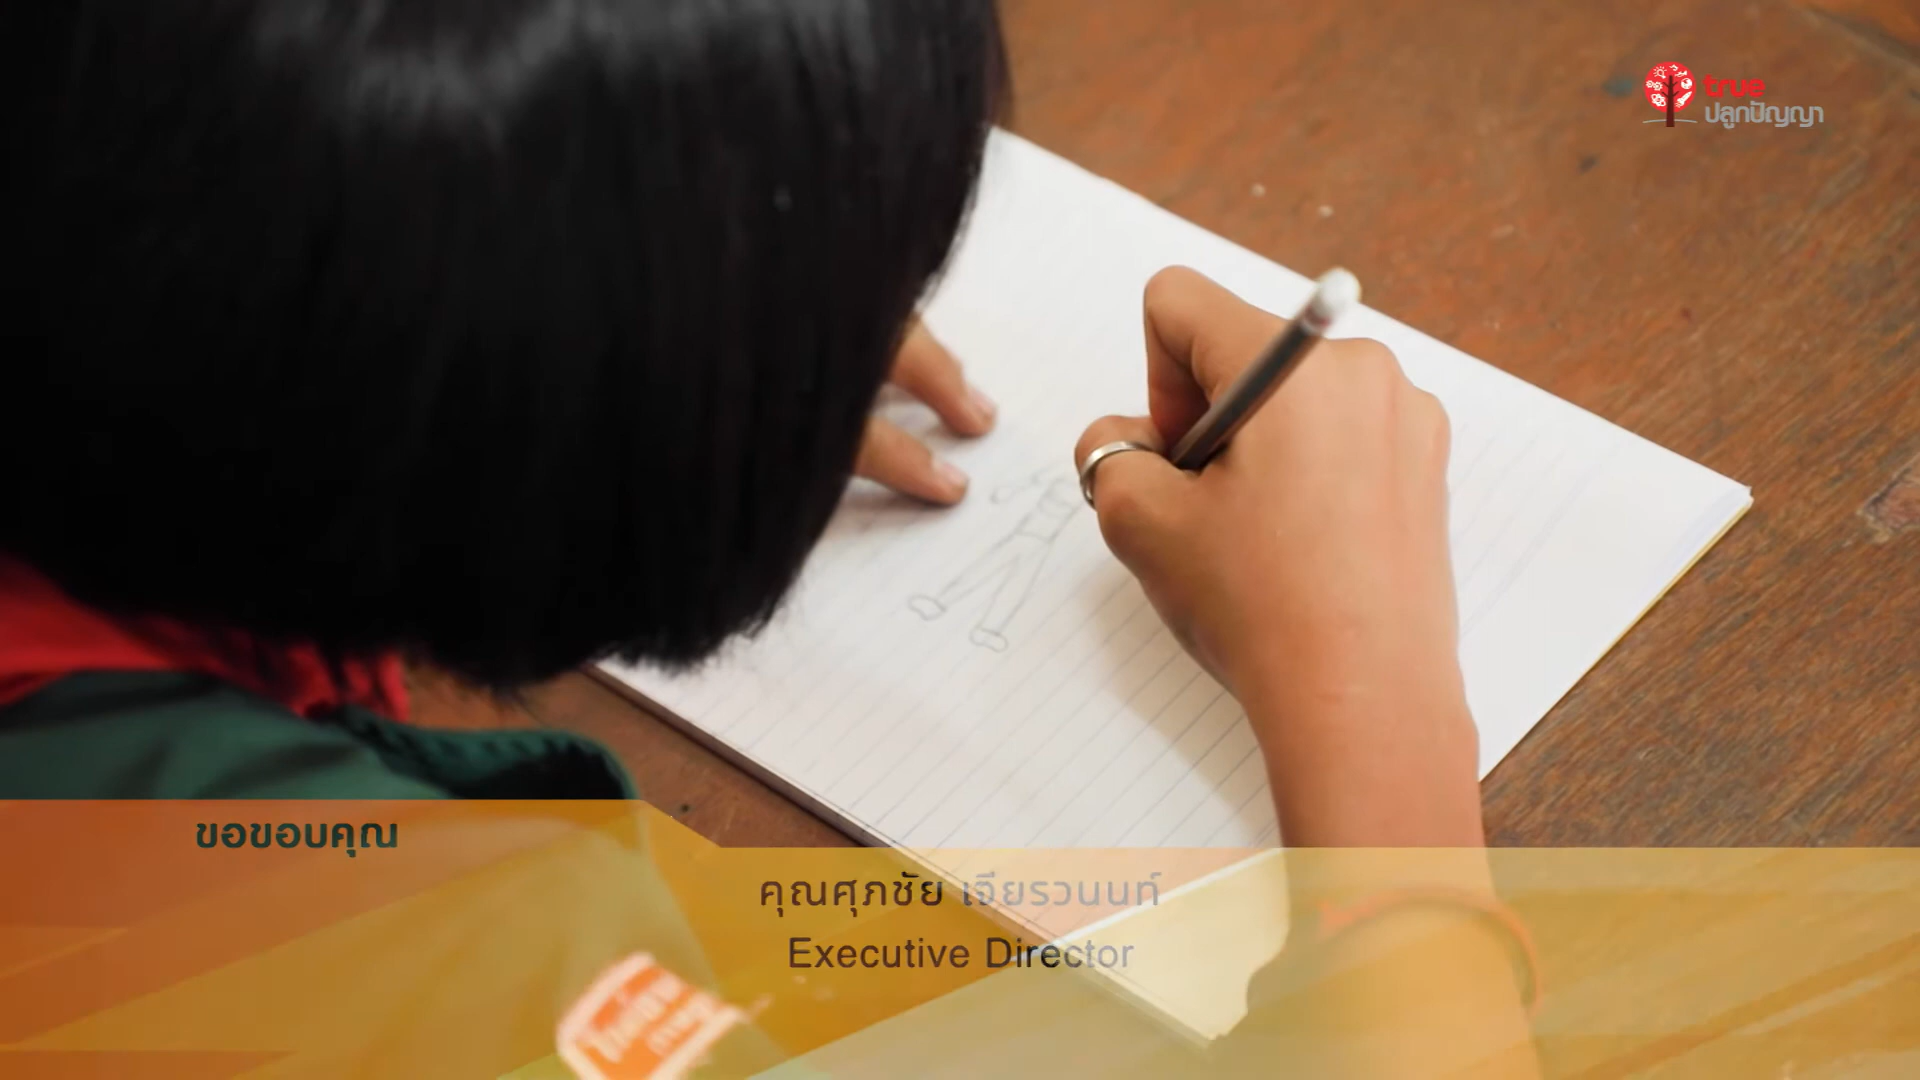 true
ปลูกปัญญา
ขอขอบคุณ
คุณศุภชัย เจียรวนนท์
Executive Director